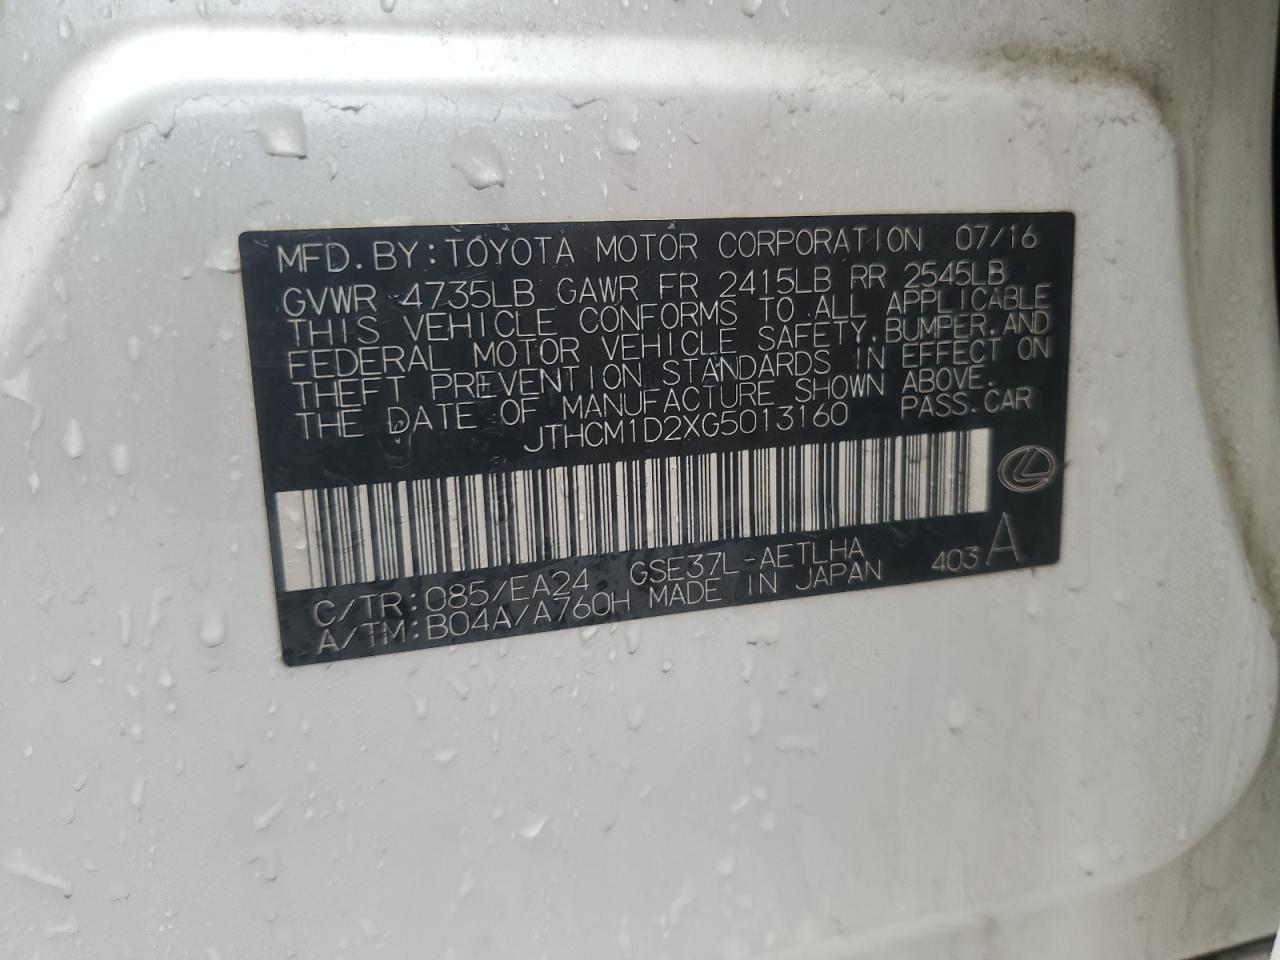 MFD. BY: TOYOTA MOTOR CORPORATION 07/16
GVWR 4735LB GAWR FR 2415LB RR 2545LB
THIS VEHICLE CONFORMS TO ALL APPLICABLE
FEDERAL MOTOR VEHICLE SAFETY, BUMPER, AND
THEFT PREVENTION STANDARDS IN EFFECT ON
THE DATE OF MANUFACTURE SHOWN ABOVE.
JTHCM1D2XG5013160 PASS. CAR
C/TR: 085/EA24 GSE37L-AETLHA 403 A
A/TM: B04A/A760H MADE IN JAPAN